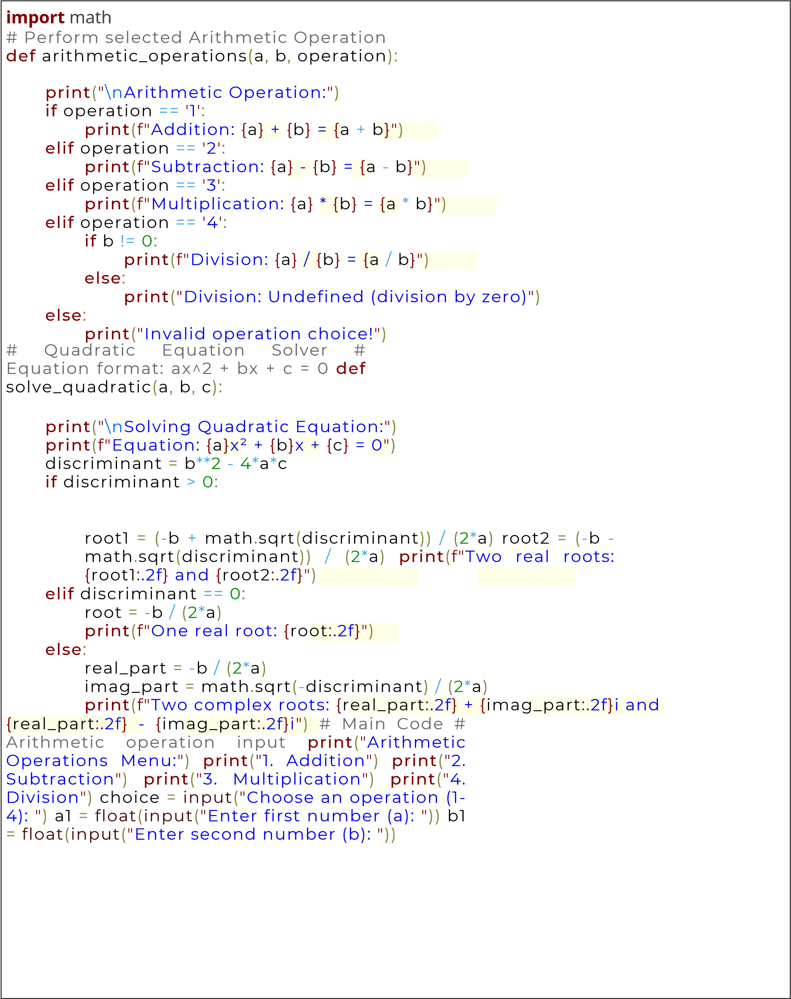 import math
# Perform selected Arithmetic Operation
def arithmetic_operations(a, b, operation):
print("\nArithmetic Operation:")
if operation == '1':
print(f"Addition: {a} + {b} = {a + b}")
elif operation == '2':
print(f"Subtraction: {a} - {b} = {a - b}")
elif operation == '3':
print(f"Multiplication: {a} * {b} = {a * b}")
elif operation == '4':
if b != 0:
print(f"Division: {a} / {b} = {a / b}")
else:
print("Division: Undefined (division by zero)")
else:
print("Invalid operation choice!")
# Quadratic Equation Solver #
Equation format: ax^2 + bx + c = 0 def
solve_quadratic(a, b, c):
print("\nSolving Quadratic Equation:")
print(f"Equation: {a}x² + {b}x + {c} = 0")
discriminant = b**2 - 4*a*c
if discriminant > 0:
root1 = (-b + math.sqrt(discriminant)) / (2*a) root2 = (-b -
math.sqrt(discriminant)) / (2*a) print(f"Two real roots:
{root1:.2f} and {root2:.2f}")
elif discriminant == 0:
root = -b / (2*a)
print(f"One real root: {root:.2f}")
else:
real_part = -b / (2*a)
imag_part = math.sqrt(-discriminant) / (2*a)
print(f"Two complex roots: {real_part:.2f} + {imag_part:.2f}i and
{real_part:.2f} - {imag_part:.2f}i") # Main Code #
Arithmetic operation input print("Arithmetic
Operations Menu:") print("1. Addition") print("2.
Subtraction") print("3. Multiplication") print("4.
Division") choice = input("Choose an operation (1-
4): ") a1 = float(input("Enter first number (a): ")) b1
= float(input("Enter second number (b): "))